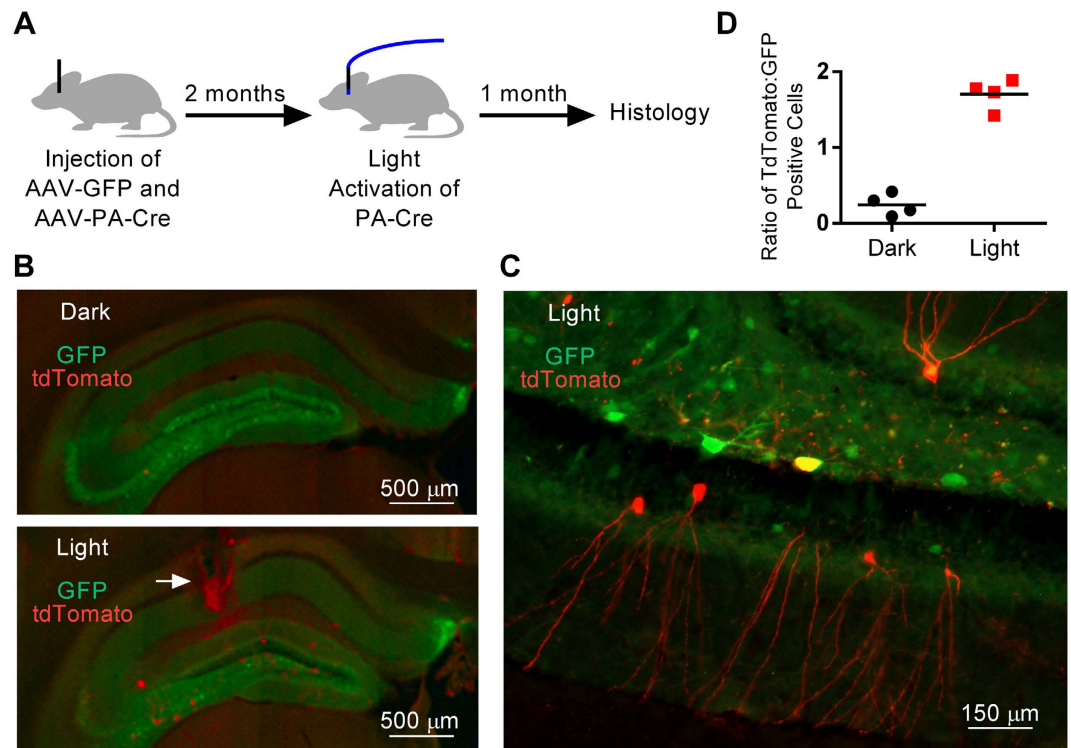 A
2 months
1 month
Histology
Injection of
AAV-GFP and
AAV-PA-Cre
Light
Activation of
PA-Cre
D
Ratio of TdTomato:GFP
Positive Cells
2
1
0
Dark
Light
B
Dark
GFP
tdTomato
500 μm
Light
GFP
tdTomato
500 μm
C
Light
GFP
tdTomato
150 μm